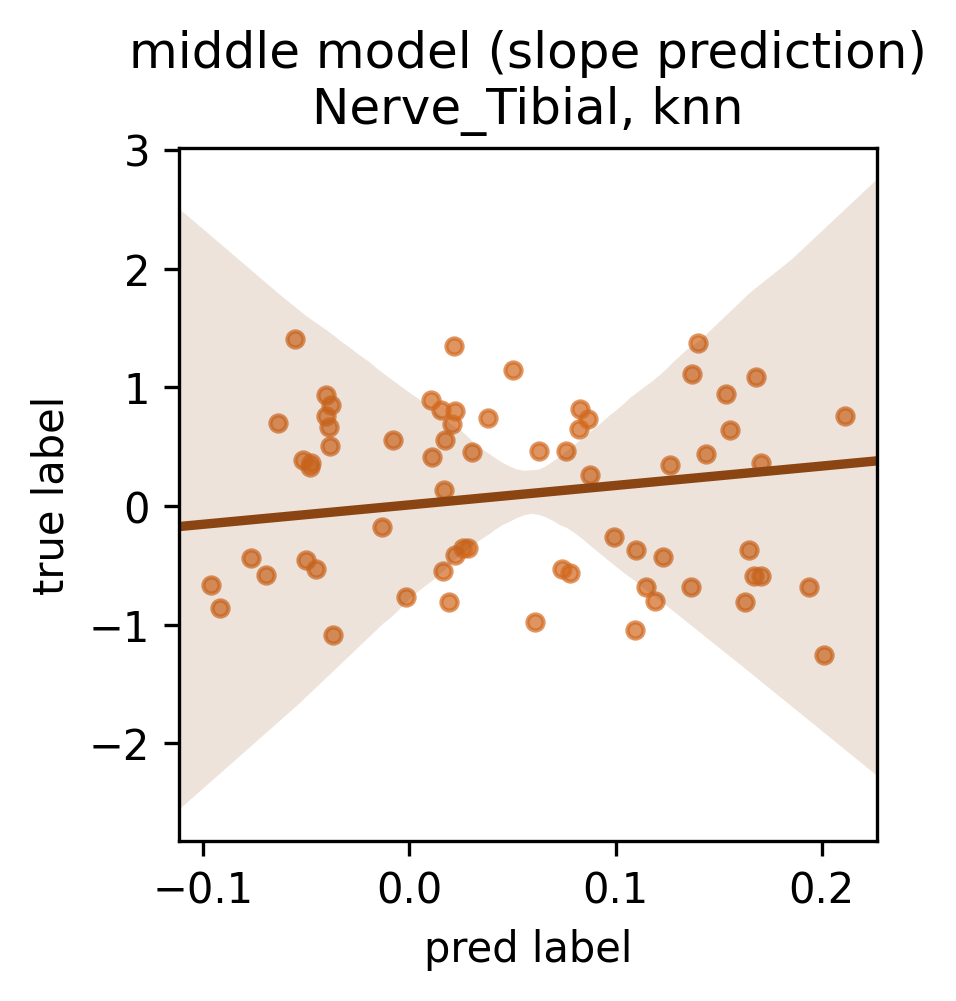 middle model (slope prediction)
Nerve_Tibial, knn
3
2
1
0
−1
−2
true label
−0.1
0.0
0.1
0.2
pred label